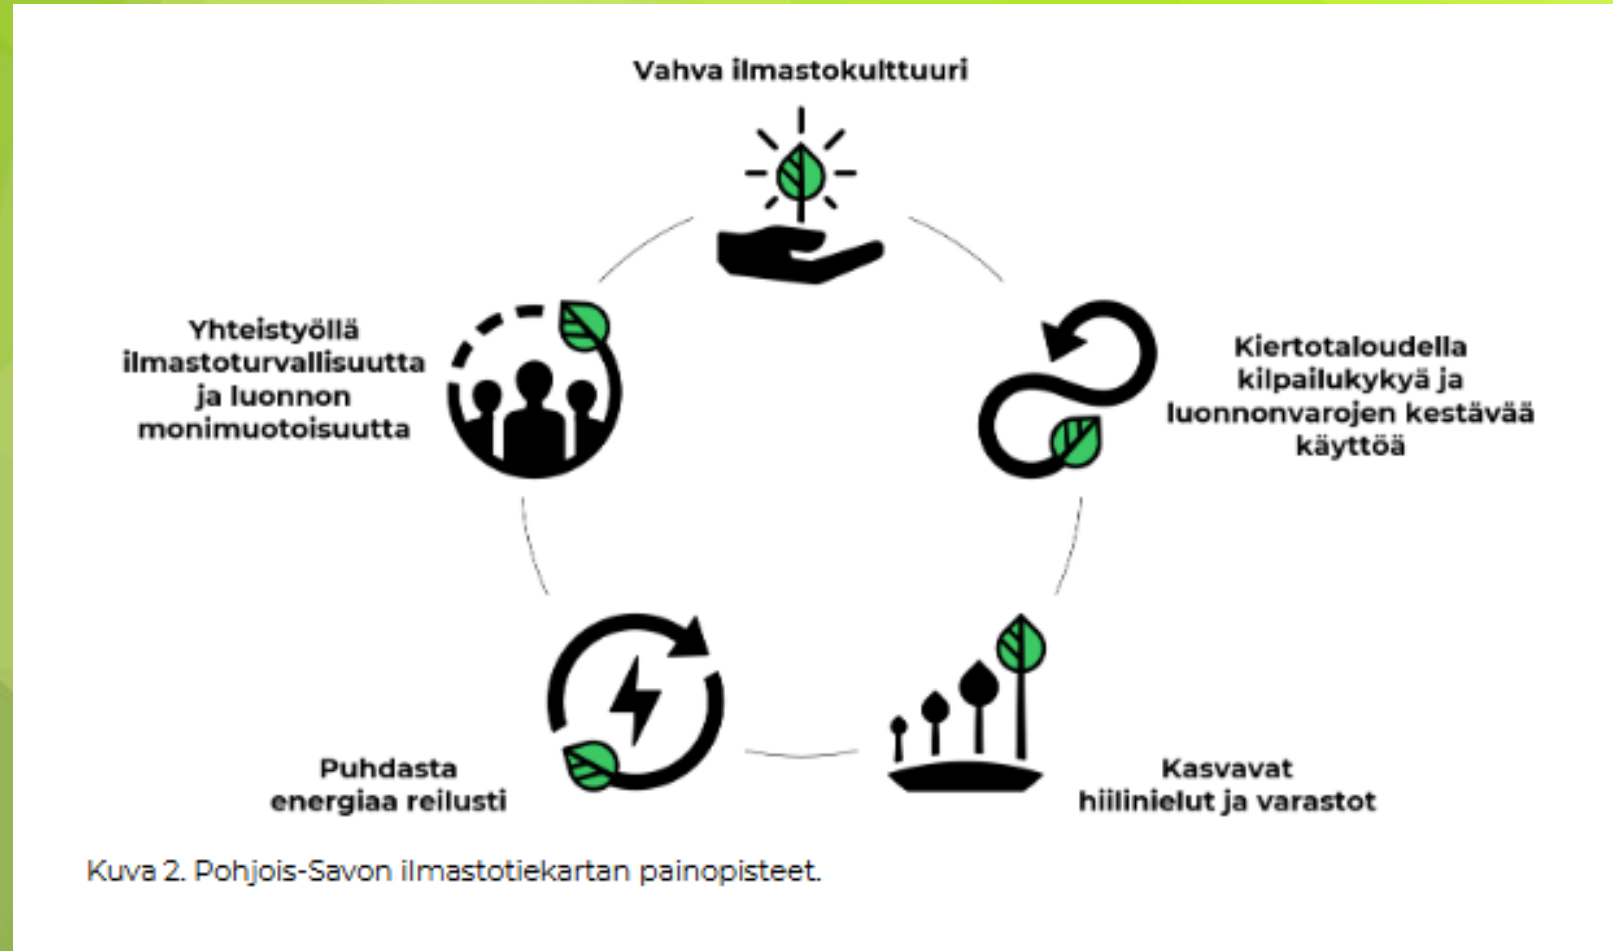 Vahva ilmastokulttuuri
Yhteistyöllä
ilmastoturvallisuutta
ja luonnon
monimuotoisuutta
Kiertotaloudella
kilpailukykyä ja
luonnonvarojen kestävää
käyttöä
Puhdasta
energiaa reilusti
Kasvavat
hiilinielut ja varastot
Kuva 2. Pohjois-Savon ilmastotiekartan painopisteet.